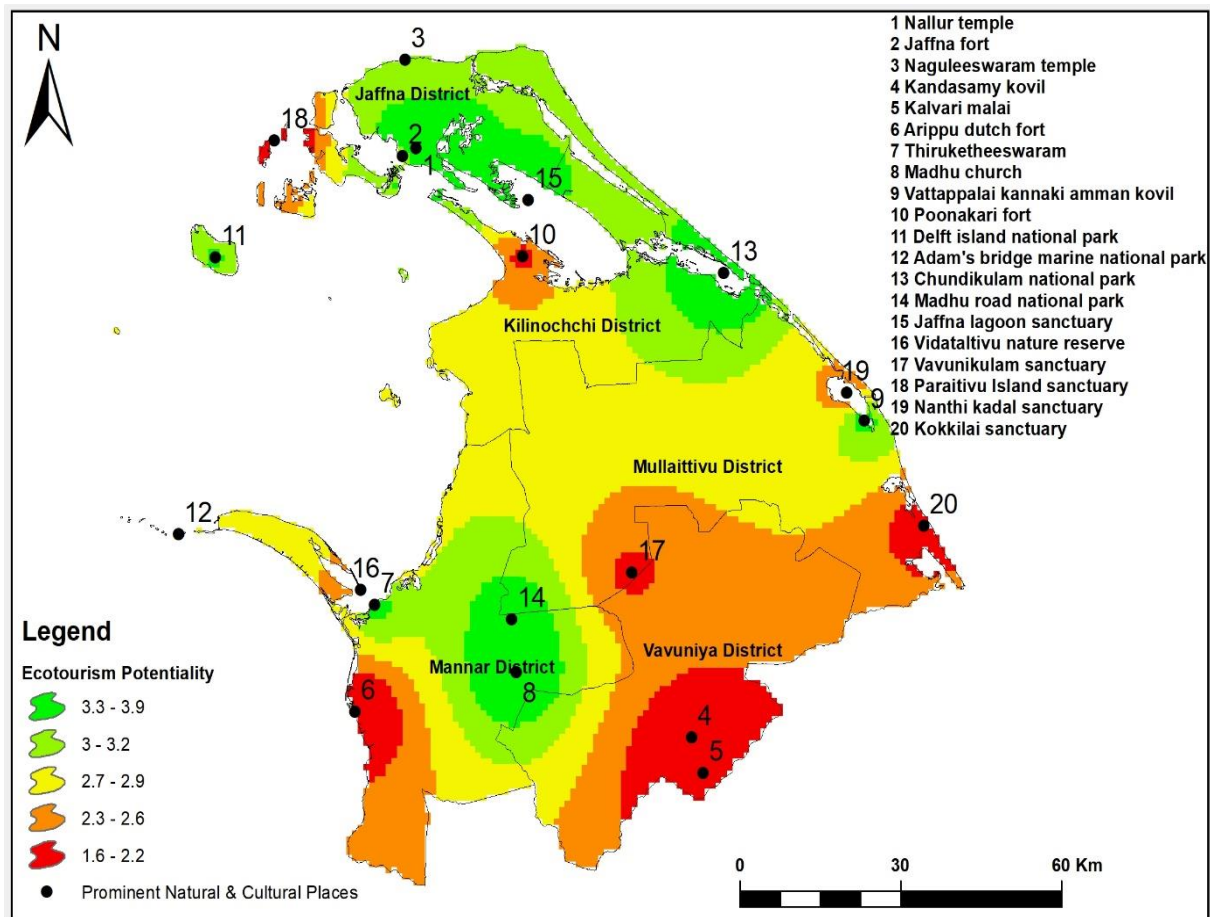 N
3
Jaffna District
18
2
1
15
11
10
13
Kilinochchi District
19
9
Mullaittivu District
20
12
17
16
7
14
Mannar District
8
Vavuniya District
6
4
5
1 Nallur temple
2 Jaffna fort
3 Naguleeswaram temple
4 Kandasamy kovil
5 Kalvari malai
6 Arippu dutch fort
7 Thiruketheeswaram
8 Madhu church
9 Vattappalai kannaki amman kovil
10 Poonakari fort
11 Delft island national park
12 Adam's bridge marine national park
13 Chundikulam national park
14 Madhu road national park
15 Jaffna lagoon sanctuary
16 Vidataltivu nature reserve
17 Vavunikulam sanctuary
18 Paraitivu Island sanctuary
19 Nanthi kadal sanctuary
20 Kokkilai sanctuary
Legend
Ecotourism Potentiality
3.3 - 3.9
3 - 3.2
2.7 - 2.9
2.3 - 2.6
1.6 - 2.2
Prominent Natural & Cultural Places
0 30 60 Km